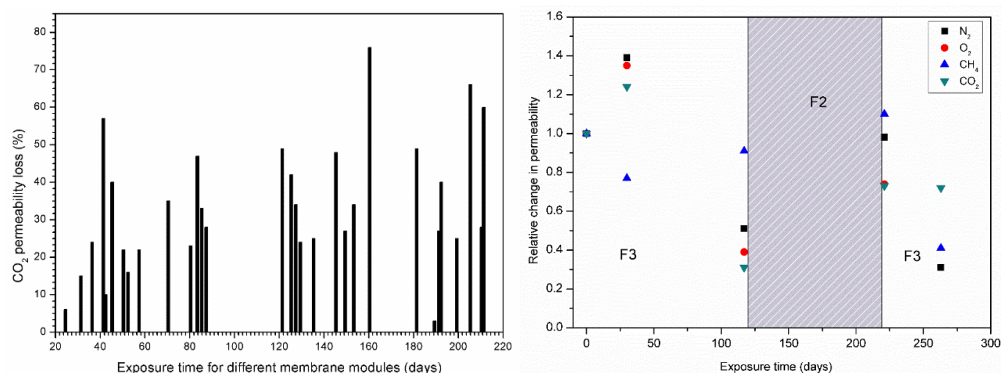 80
70
60
50
40
30
20
10
0
CO2 permeability loss (%)
20 40 60 80 100 120 140 160 180 200 220
Exposure time for different membrane modules (days)
1.6
1.4
1.2
1.0
0.8
0.6
0.4
0.2
0.0
Relative change in permeability
N2
O2
CH4
CO2
F2
F3
F3
0 50 100 150 200 250 300
Exposure time (days)